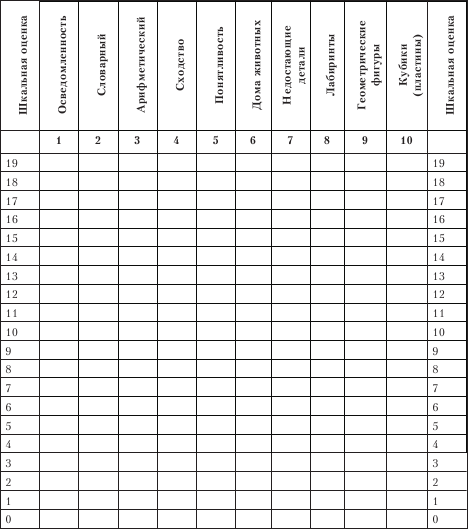 Шкальная оценка
Осведомленность
Словарный
Арифметический
Сходство
Понятливость
Дома животных
Недостающие
детали
Лабиринты
Геометрические
фигуры
Кубики
(пластины)
Шкальная оценка
1 2 3 4 5 6 7 8 9 10
19 19
18 18
17 17
16 16
15 15
14 14
13 13
12 12
11 11
10 10
9 9
8 8
7 7
6 6
5 5
4 4
3 3
2 2
1 1
0 0